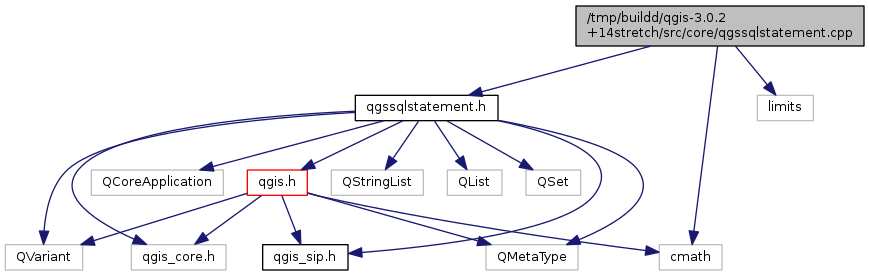 /tmp/buildd/qgis-3.0.2
+14stretch/src/core/qgssqlstatement.cpp
qgssqlstatement.h
limits
QCoreApplication
qgis.h
QStringList
QList
QSet
QVariant
qgis_core.h
qgis_sip.h
QMetaType
cmath